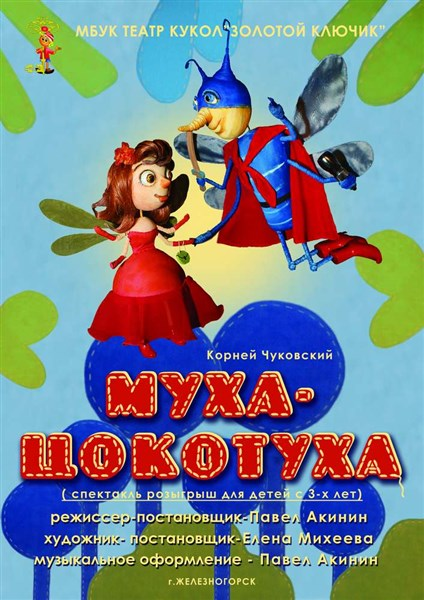 МБУК ТЕАТР КУКОЛ"ЗОЛОТОЙ КЛЮЧИК"
Корней Чуковский
МУХА-
ЦОКОТУХА
( спектакль розыгрыш для детей с 3-х лет)
режиссер-постановщик-Павел Акинин
художник- постановщик-Елена Михеева
музыкальное оформление - Павел Акинин
г.ЖЕЛЕЗНОГОРСК